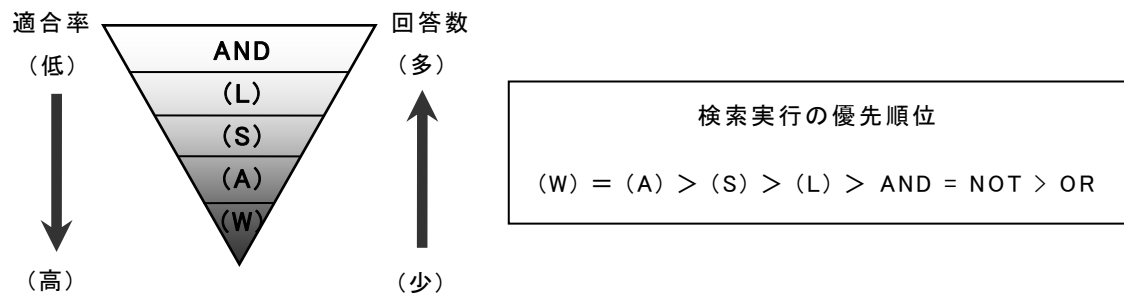 適合率
(低)
(高)
AND
(L)
(S)
(A)
(W)
回答数
(多)
(少)
検索実行の優先順位
(W) = (A) > (S) > (L) > AND = NOT > OR